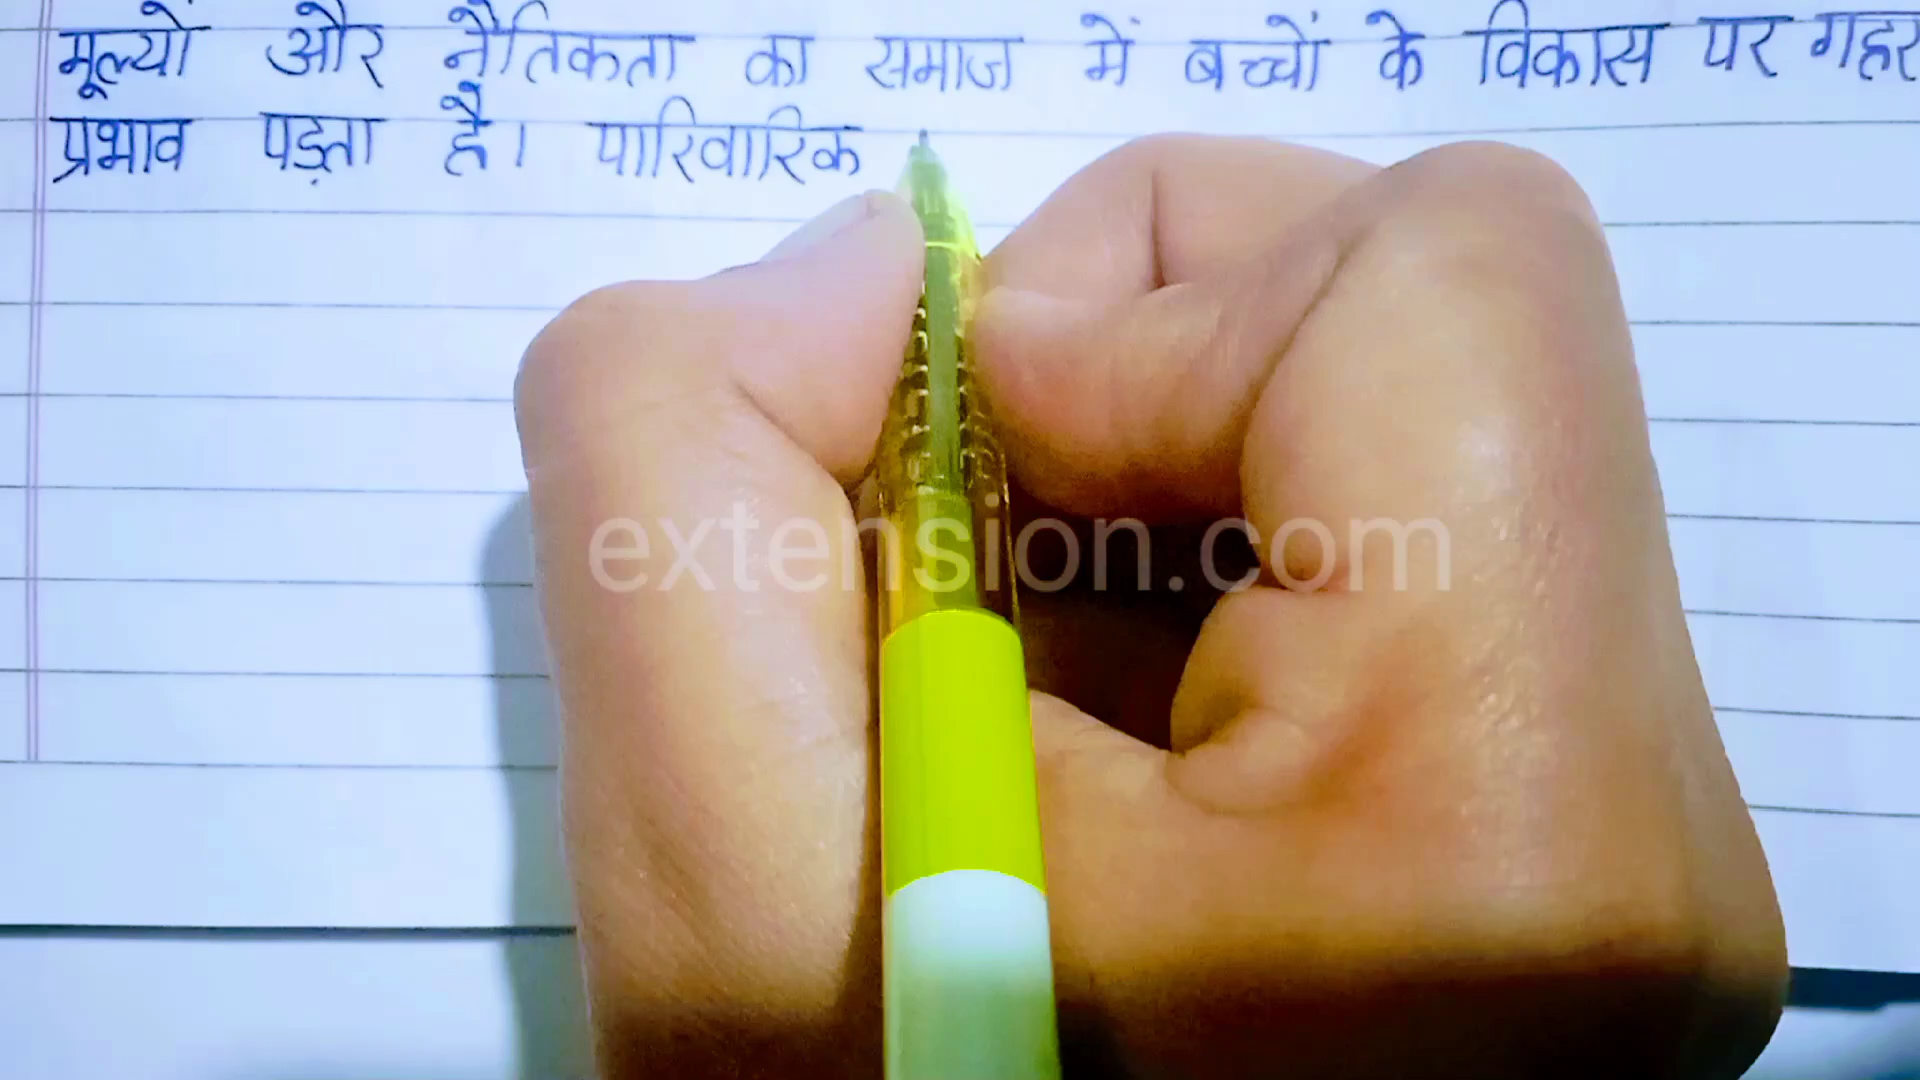 मूल्यों और नैतिकता का समाज में बच्चों के विकास पर गहर
प्रभाव पड़ता है। पारिवारिक
extension.com